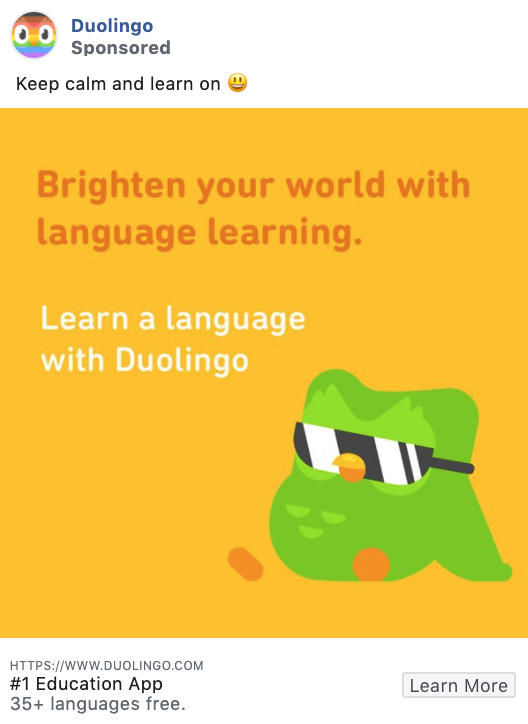 Duolingo
Sponsored
Keep calm and learn on 😃
Brighten your world with
language learning.
Learn a language
with Duolingo
HTTPS://WWW.DUOLINGO.COM
#1 Education App
35+ languages free.
Learn More